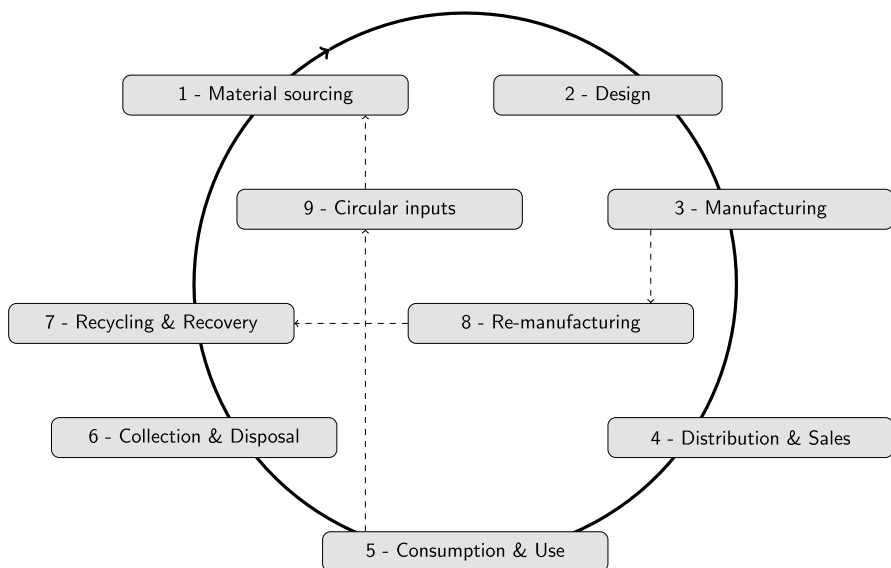 1 - Material sourcing
2 - Design
9 - Circular inputs
3 - Manufacturing
7 - Recycling & Recovery
8 - Re-manufacturing
6 - Collection & Disposal
4 - Distribution & Sales
5 - Consumption & Use